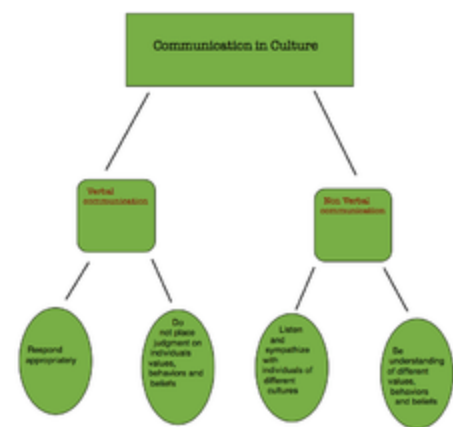 Communication in Culture
Verbal
communication
Non Verbal
communication
Respond
appropriately
Do
not place
judgment on
individuals
values,
behaviors and
beliefs
Listen
and
sympathize
with
individuals of
different
cultures
Be
understanding
of different
values,
behaviors
and beliefs